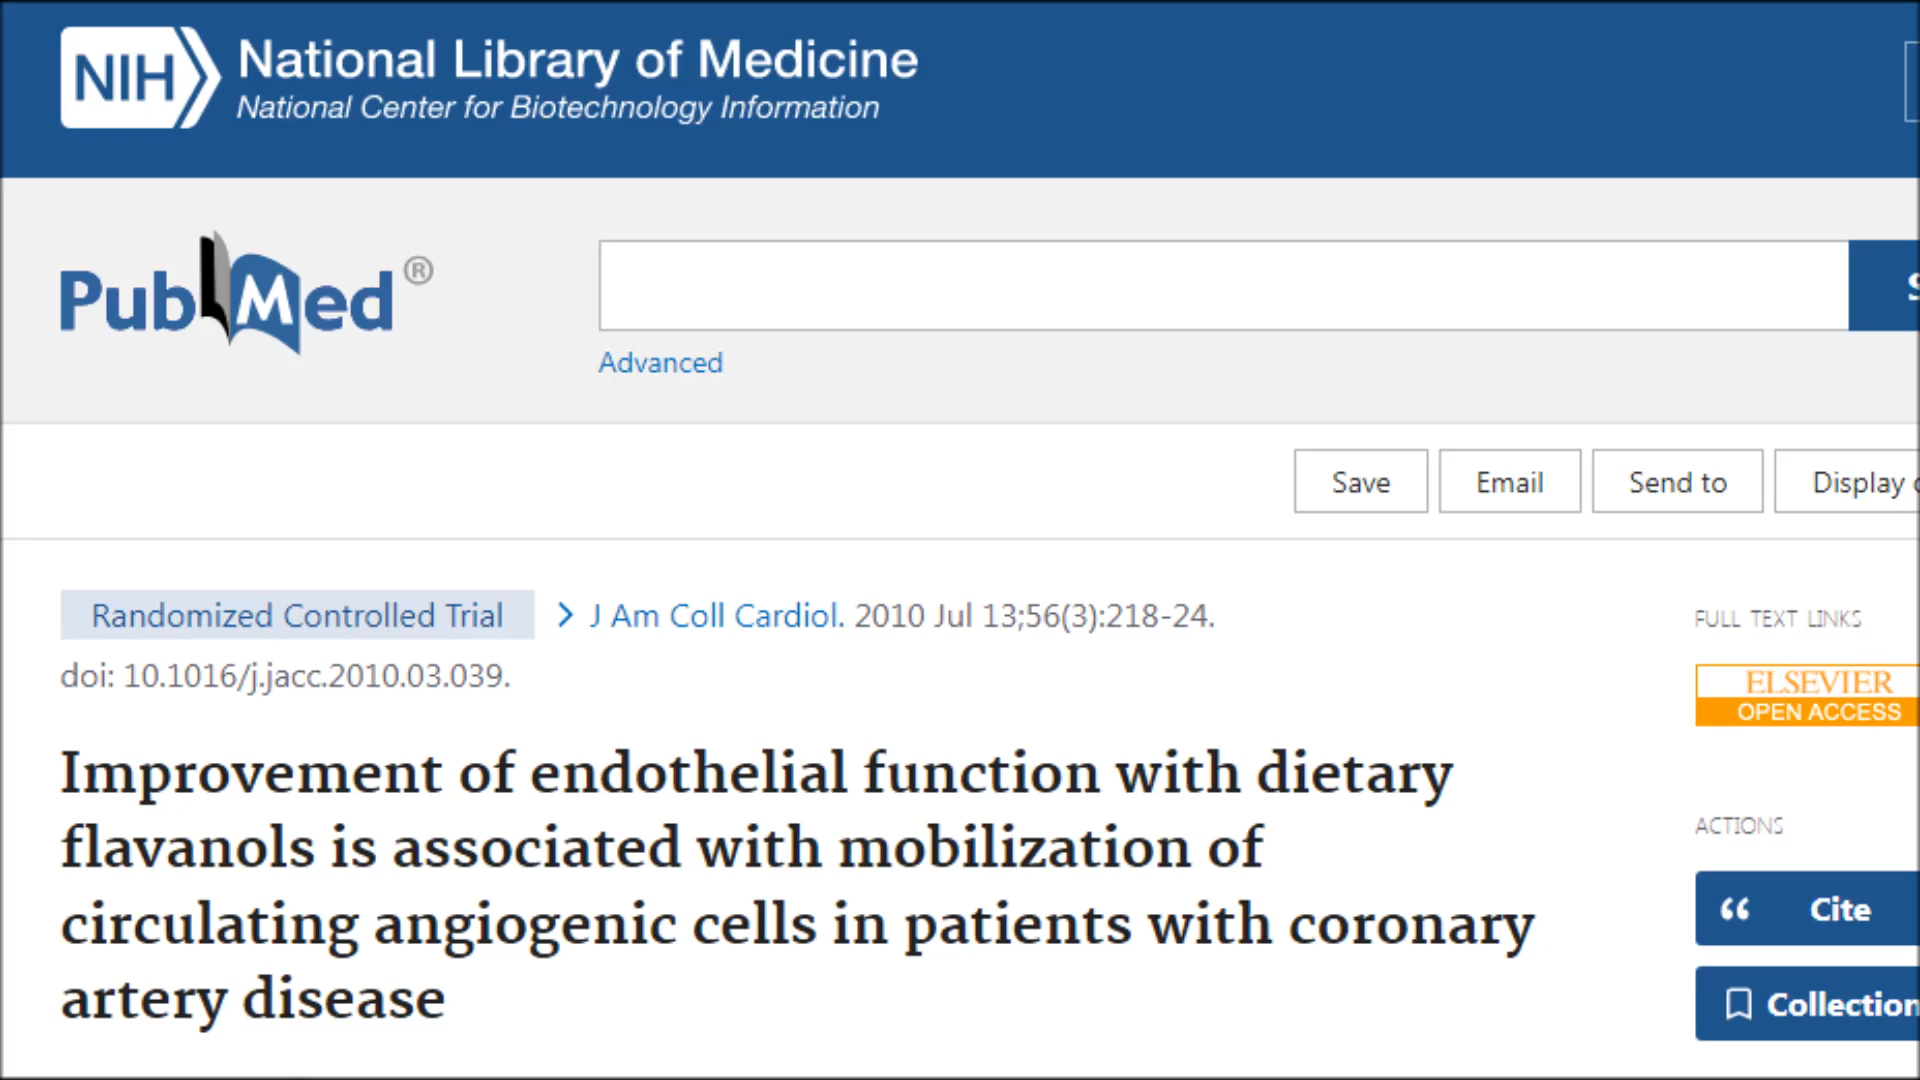 NIH National Library of Medicine
National Center for Biotechnology Information
PubMed®
Advanced
Save Email Send to Display
Randomized Controlled Trial > J Am Coll Cardiol. 2010 Jul 13;56(3):218-24.
doi: 10.1016/j.jacc.2010.03.039.
Improvement of endothelial function with dietary
flavanols is associated with mobilization of
circulating angiogenic cells in patients with coronary
artery disease
FULL TEXT LINKS
ELSEVIER
OPEN ACCESS
ACTIONS
Cite
Collection